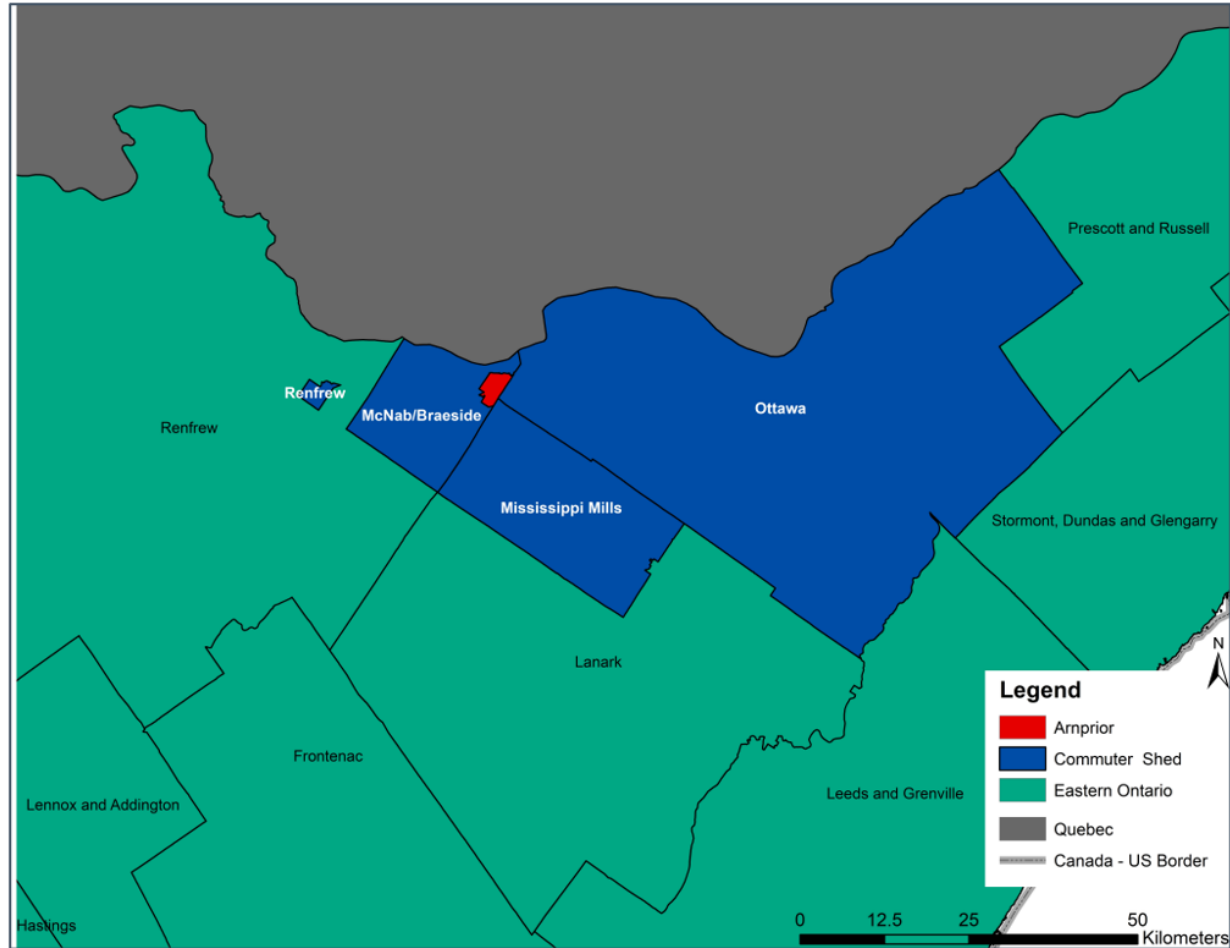 Prescott and Russell
Renfrew
McNab/Braeside
Ottawa
Renfrew
Mississippi Mills
Stormont, Dundas and Glengarry
Lanark
Frontenac
Leeds and Grenville
Lennox and Addington
Hastings
N
Legend
Arnprior
Commuter Shed
Eastern Ontario
Quebec
Canada - US Border
0 12.5 25 50
Kilometers